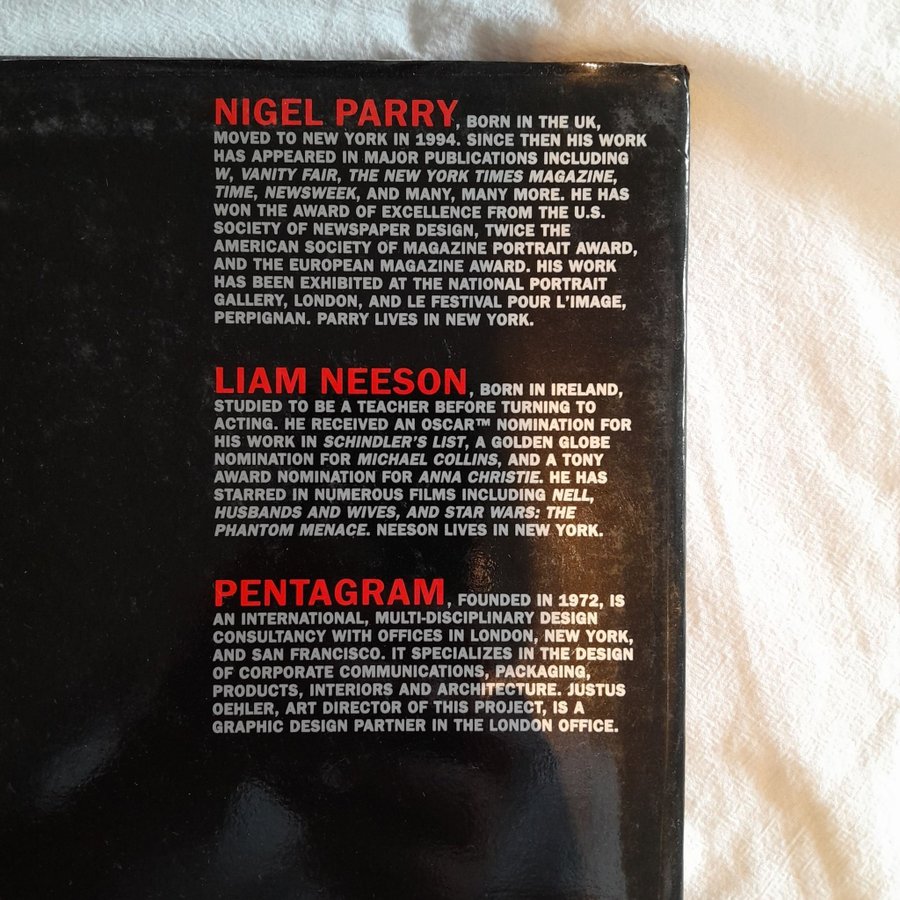 NIGEL PARRY, BORN IN THE UK,
MOVED TO NEW YORK IN 1994. SINCE THEN HIS WORK
HAS APPEARED IN MAJOR PUBLICATIONS INCLUDING
W, VANITY FAIR, THE NEW YORK TIMES MAGAZINE,
TIME, NEWSWEEK, AND MANY, MANY MORE. HE HAS
WON THE AWARD OF EXCELLENCE FROM THE U.S.
SOCIETY OF NEWSPAPER DESIGN, TWICE THE
AMERICAN SOCIETY OF MAGAZINE PORTRAIT AWARD,
AND THE EUROPEAN MAGAZINE AWARD. HIS WORK
HAS BEEN EXHIBITED AT THE NATIONAL PORTRAIT
GALLERY, LONDON, AND LE FESTIVAL POUR L'IMAGE,
PERPIGNAN. PARRY LIVES IN NEW YORK.
LIAM NEESON, BORN IN IRELAND,
STUDIED TO BE A TEACHER BEFORE TURNING TO
ACTING. HE RECEIVED AN OSCAR™ NOMINATION FOR
HIS WORK IN SCHINDLER'S LIST, A GOLDEN GLOBE
NOMINATION FOR MICHAEL COLLINS, AND A TONY
AWARD NOMINATION FOR ANNA CHRISTIE. HE HAS
STARRED IN NUMEROUS FILMS INCLUDING NELL,
HUSBANDS AND WIVES, AND STAR WARS: THE
PHANTOM MENACE. NEESON LIVES IN NEW YORK.
PENTAGRAM, FOUNDED IN 1972, IS
AN INTERNATIONAL, MULTI-DISCIPLINARY DESIGN
CONSULTANCY WITH OFFICES IN LONDON, NEW YORK,
AND SAN FRANCISCO. IT SPECIALIZES IN THE DESIGN
OF CORPORATE COMMUNICATIONS, PACKAGING,
PRODUCTS, INTERIORS AND ARCHITECTURE. JUSTUS
OEHLER, ART DIRECTOR OF THIS PROJECT, IS A
GRAPHIC DESIGN PARTNER IN THE LONDON OFFICE.